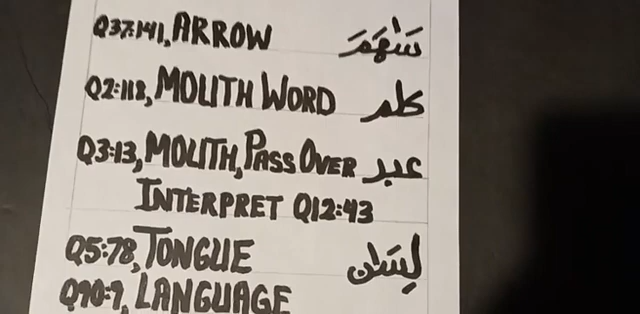 Q37:141, ARROW سَٰهَمَ
Q2:118, MOUTH WORD كلم
Q3:13, MOUTH, PASS OVER عبر
INTERPRET Q12:43
Q5:78, TONGUE لِسَان
Q90:9, LANGUAGE